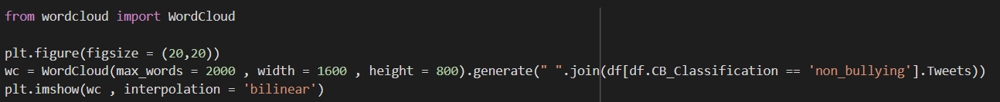 from wordcloud import WordCloud
plt.figure(figsize = (20,20))
wc = WordCloud(max_words = 2000 , width = 1600 , height = 800).generate(" ".join(df[df.CB_Classification == 'non_bullying'].Tweets))
plt.imshow(wc , interpolation = 'bilinear')